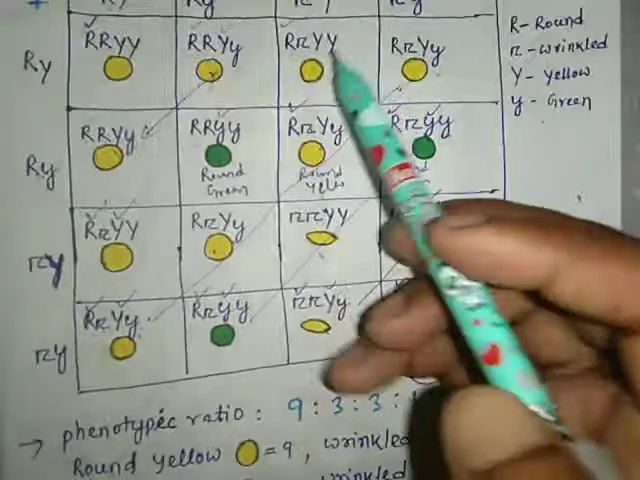 Ry
RRYY RRYy RrYY RrYy
R- Round
r - wrinkled
Y - Yellow
y - Green
Ry
RRYy RRyy RrYy Rryy
Round Green
Round
ry
RrYY RrYy rrYY
ry
RrYy Rryy rrYy
→ phenotypic ratio : 9 : 3 : 3 :
Round yellow = 9 , wrinkled
wrinkled